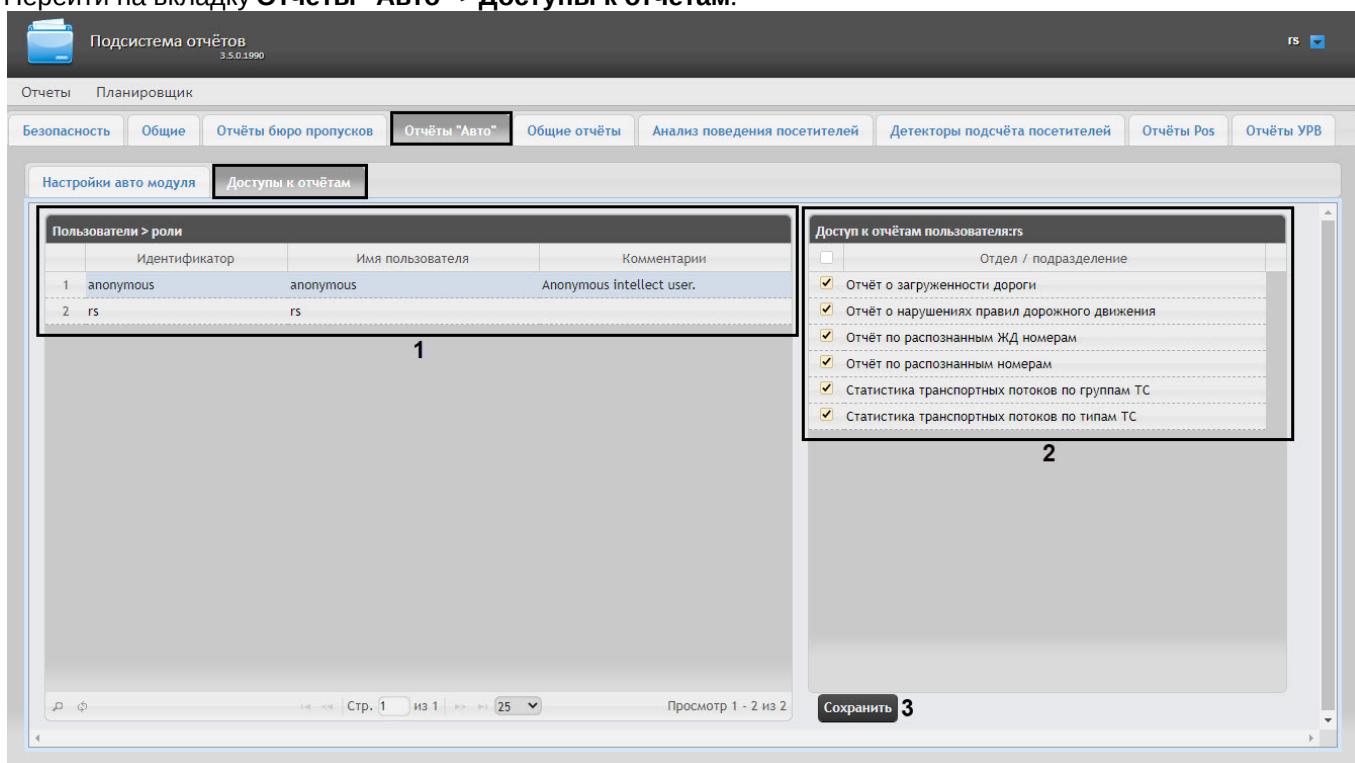 Перейти на вкладку Отчёты "Авто" -> Доступы к отчётам.
Подсистема отчётов
3.5.0.1990
rs
Отчеты Планировщик
Безопасность Общие Отчёты бюро пропусков Отчёты "Авто" Общие отчёты Анализ поведения посетителей Детекторы подсчёта посетителей Отчёты Pos Отчёты УРВ
Настройки авто модуля Доступы к отчётам
Пользователи > роли
Идентификатор Имя пользователя Комментарии
1 anonymous anonymous Anonymous intellect user.
2 rs rs
1
Доступ к отчётам пользователя:rs
Отдел / подразделение
Отчёт о загруженности дороги
Отчёт о нарушениях правил дорожного движения
Отчёт по распознанным ЖД номерам
Отчёт по распознанным номерам
Статистика транспортных потоков по группам ТС
Статистика транспортных потоков по типам ТС
2
Стр. 1 из 1 25 Просмотр 1 - 2 из 2
Сохранить 3